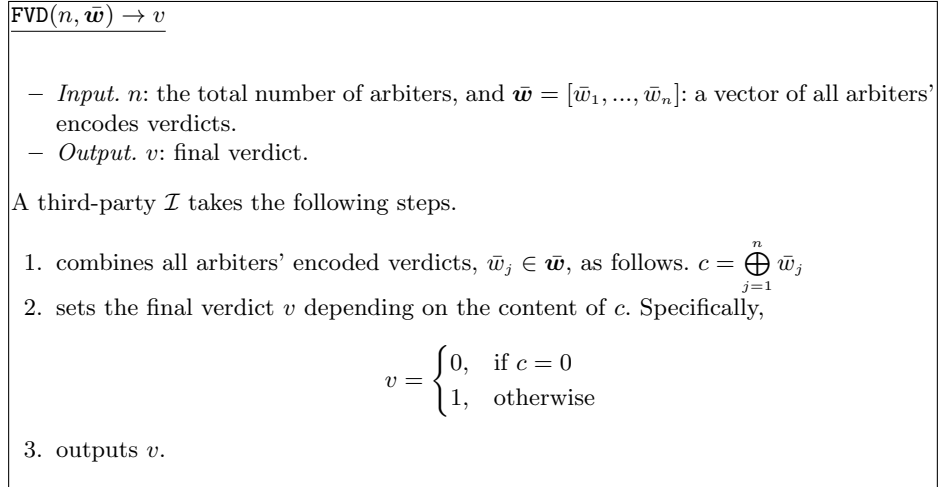 FVD(n, w̄) → v
– Input. n: the total number of arbiters, and w̄ = [w̄₁, ..., w̄ₙ]: a vector of all arbiters'
encodes verdicts.
– Output. v: final verdict.
A third-party I takes the following steps.
1. combines all arbiters' encoded verdicts, w̄ⱼ ∈ w̄, as follows. c = ⊕ⁿⱼ₌₁ w̄ⱼ
2. sets the final verdict v depending on the content of c. Specifically,
v = { 0, if c = 0
1, otherwise
3. outputs v.